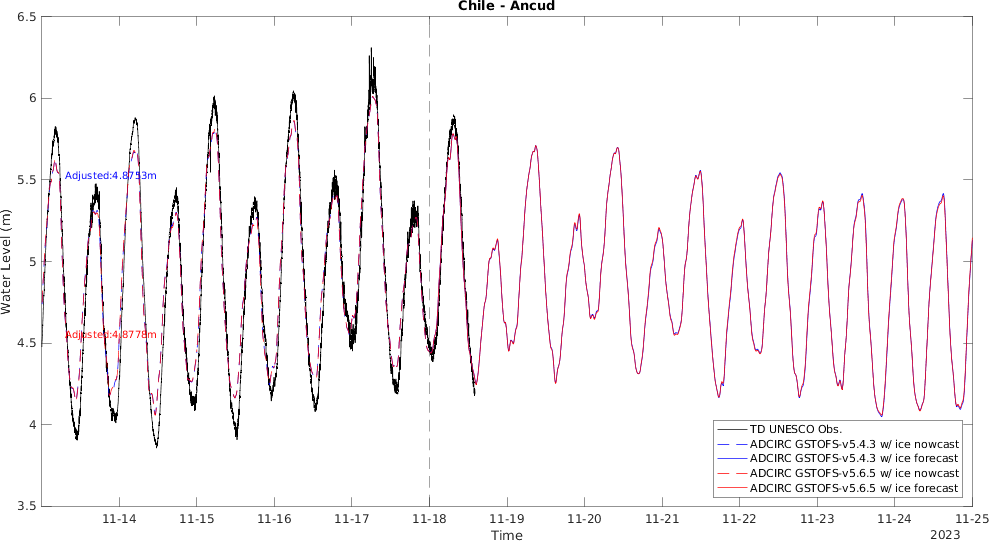 Chile - Ancud
6.5
6
5.5
5
4.5
4
3.5
Water Level (m)
Adjusted:4.8753m
Adjusted:4.8778m
TD UNESCO Obs.
ADCIRC GSTOFS-v5.4.3 w/ ice nowcast
ADCIRC GSTOFS-v5.4.3 w/ ice forecast
ADCIRC GSTOFS-v5.6.5 w/ ice nowcast
ADCIRC GSTOFS-v5.6.5 w/ ice forecast
11-14 11-15 11-16 11-17 11-18 11-19 11-20 11-21 11-22 11-23 11-24 11-25
Time
2023